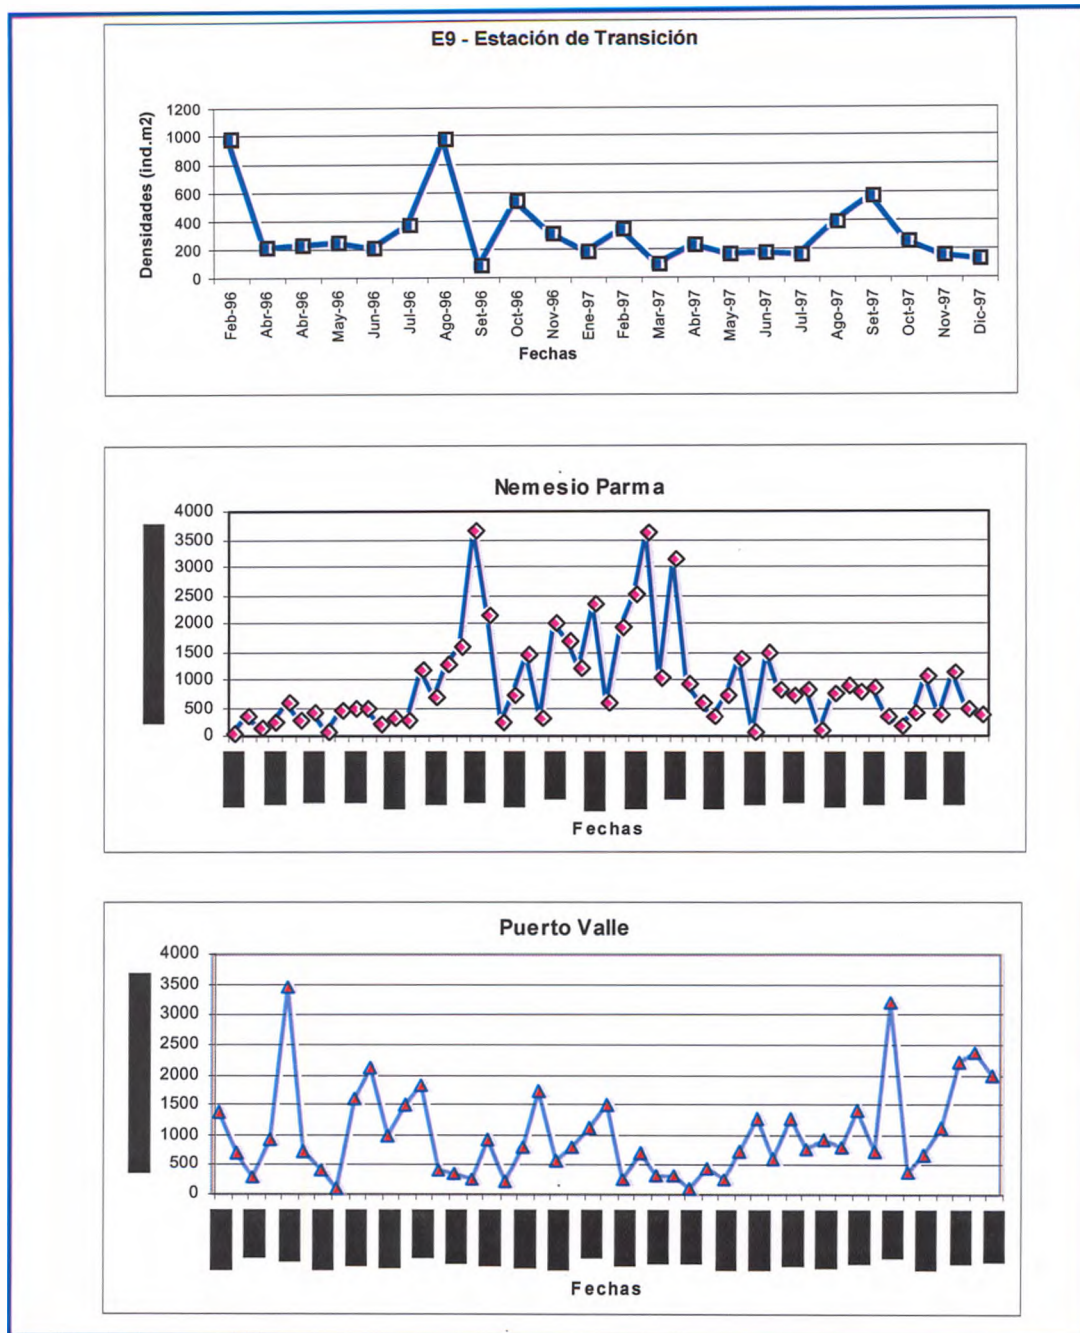 E9 - Estación de Transición
Densidades (ind.m2)
1200
1000
800
600
400
200
0
Feb-96
Abr-96
Abr-96
May-96
Jun-96
Jul-96
Ago-96
Set-96
Oct-96
Nov-96
Ene-97
Feb-97
Mar-97
Abr-97
May-97
Jun-97
Jul-97
Ago-97
Set-97
Oct-97
Nov-97
Dic-97
Fechas
Nemesio Parma
4000
3500
3000
2500
2000
1500
1000
500
0
Fechas
Puerto Valle
4000
3500
3000
2500
2000
1500
1000
500
0
Fechas